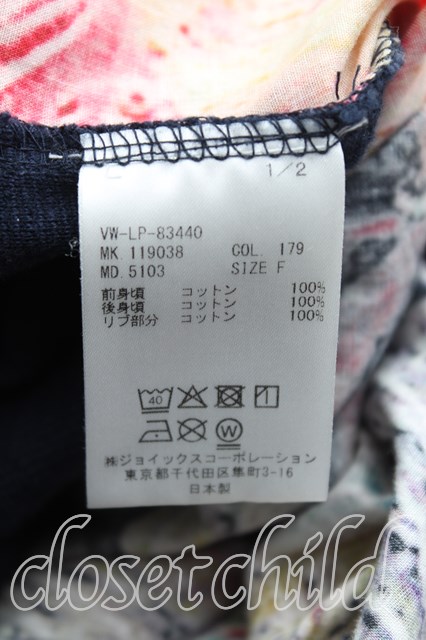 1/2
VW-LP-83440
MK. 119038 COL. 179
MD. 5103 SIZE F
前身頃 コットン 100%
後身頃 コットン 100%
リブ部分 コットン 100%
40
W
㈱ジョイックスコーポレーション
東京都千代田区隼町3-16
日本製
closetchild